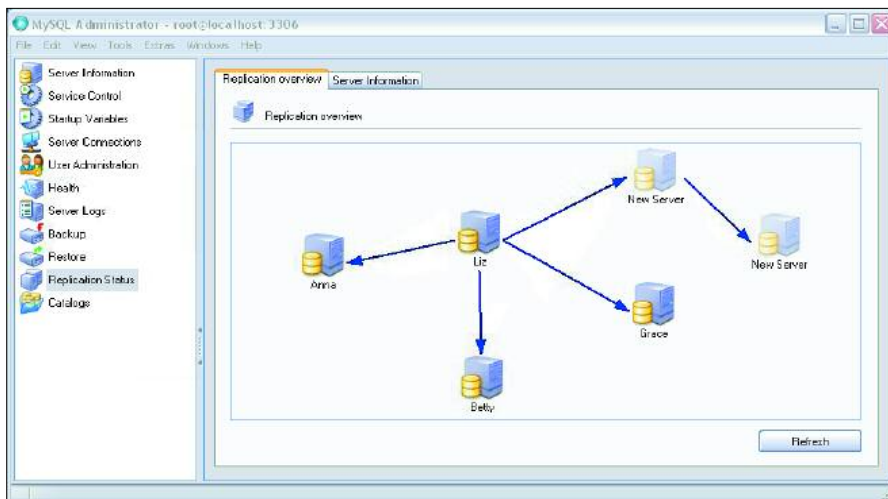 MySQL Administrator - root@localhost:3306
File Edit View Tools Extras Windows Help
Server Information
Service Control
Startup Variables
Server Connections
User Administration
Health
Server Logs
Backup
Restore
Replication Status
Catalogs
Replication overview Server Information
Replication overview
New Server
Liz
New Server
Anna
Grace
Betty
Refresh